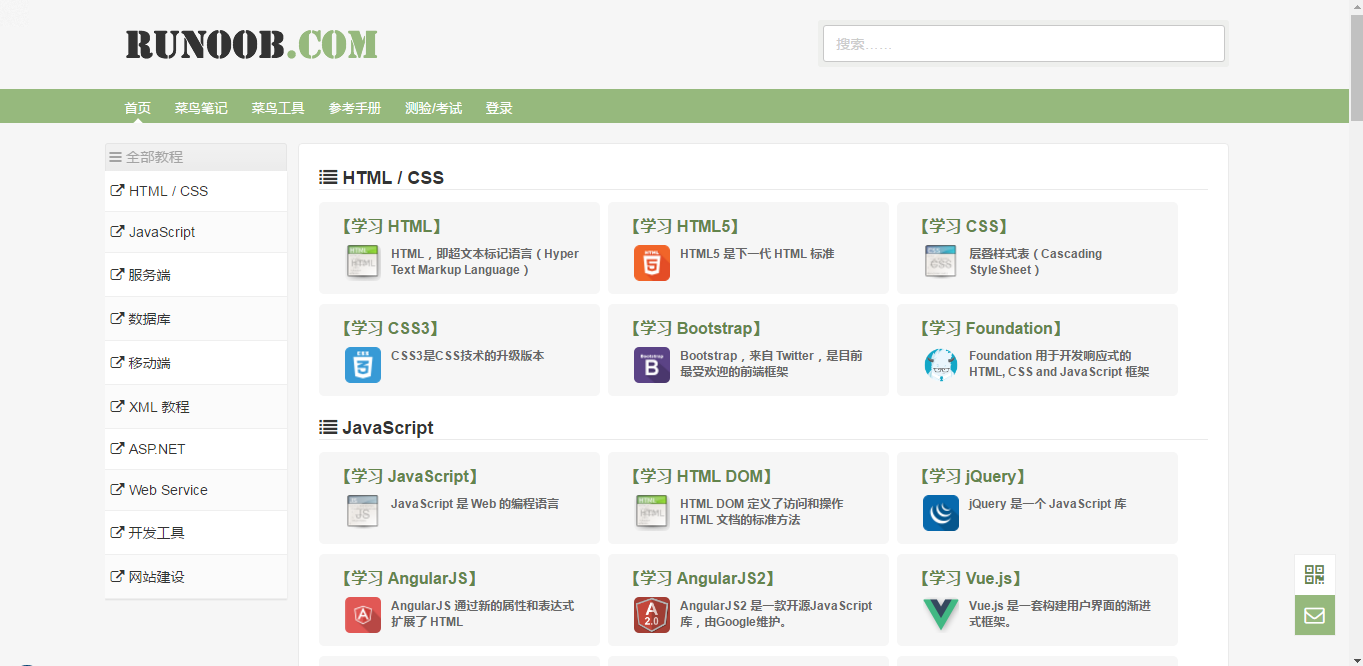 RUNOOB.COM
搜索……
首页 菜鸟笔记 菜鸟工具 参考手册 测验/考试 登录
全部教程
HTML / CSS
JavaScript
服务端
数据库
移动端
XML 教程
ASP.NET
Web Service
开发工具
网站建设
HTML / CSS
【学习 HTML】
HTML，即超文本标记语言（Hyper
Text Markup Language）
【学习 HTML5】
HTML5 是下一代 HTML 标准
【学习 CSS】
层叠样式表（Cascading
StyleSheet）
【学习 CSS3】
CSS3是CSS技术的升级版本
【学习 Bootstrap】
Bootstrap，来自 Twitter，是目前
最受欢迎的前端框架
【学习 Foundation】
Foundation 用于开发响应式的
HTML, CSS and JavaScript 框架
JavaScript
【学习 JavaScript】
JavaScript 是 Web 的编程语言
【学习 HTML DOM】
HTML DOM 定义了访问和操作
HTML 文档的标准方法
【学习 jQuery】
jQuery 是一个 JavaScript 库
【学习 AngularJS】
AngularJS 通过新的属性和表达式
扩展了 HTML
【学习 AngularJS2】
AngularJS2 是一款开源JavaScript
库，由Google维护。
【学习 Vue.js】
Vue.js 是一套构建用户界面的渐进
式框架。